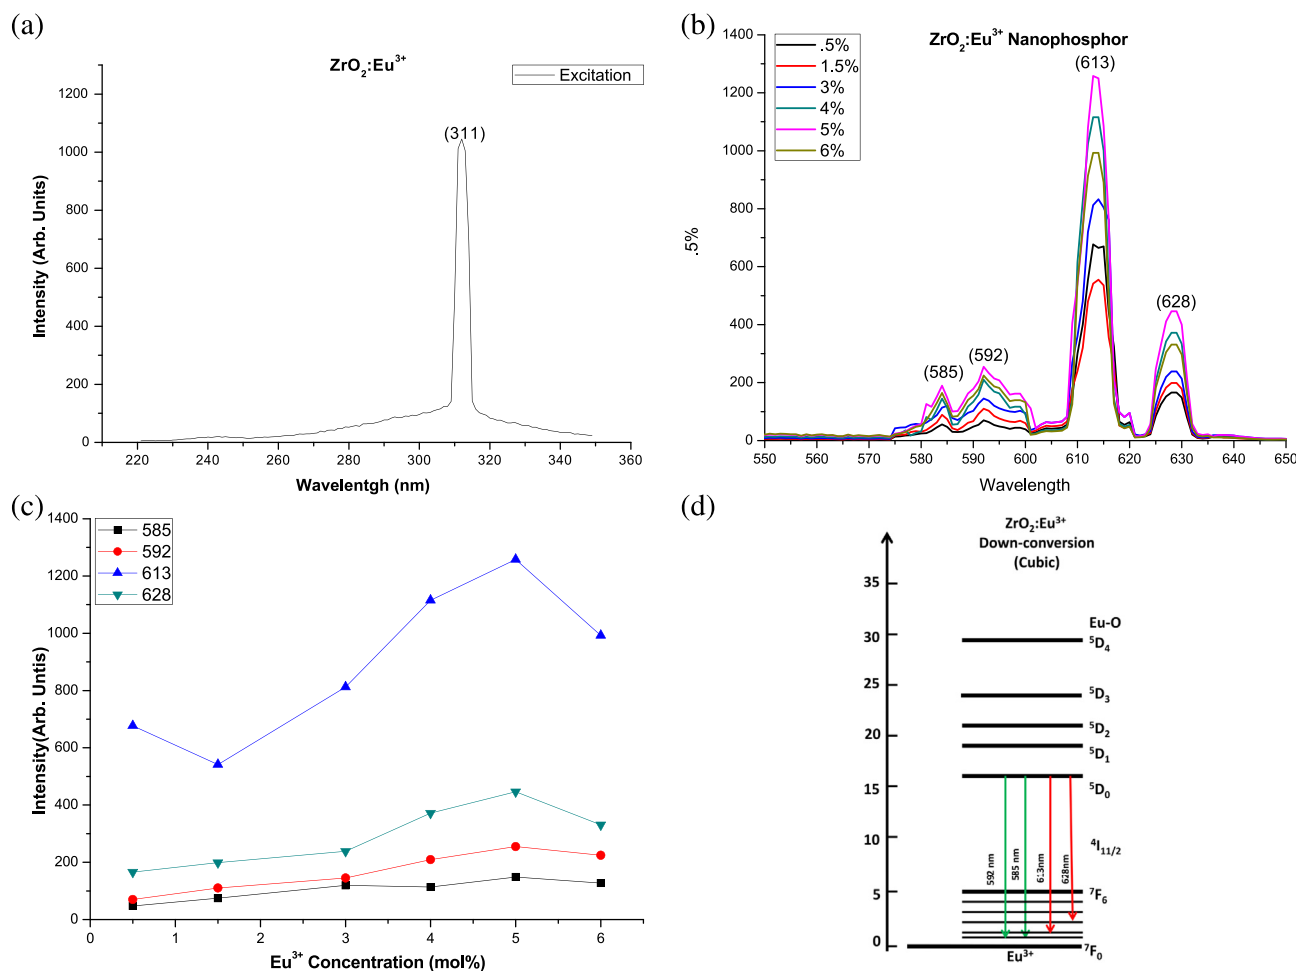 (a)
ZrO2:Eu3+
Excitation
(311)
1200
1000
800
600
400
200
0
Intensity (Arb. Units)
220 240 260 280 300 320 340 360
Wavelentgh (nm)
(b)
ZrO2:Eu3+ Nanophosphor
(613)
.5%
1.5%
3%
4%
5%
6%
(585)
(592)
(628)
1400
1200
1000
800
600
400
200
0
.5%
550 560 570 580 590 600 610 620 630 640 650
Wavelength
(c)
585
592
613
628
1400
1200
1000
800
600
400
200
0
Intensity(Arb. Untis)
0 1 2 3 4 5 6
Eu3+ Concentration (mol%)
(d)
ZrO2:Eu3+
Down-conversion
(Cubic)
35
30
25
20
15
10
5
0
Eu-O
5D4
5D3
5D2
5D1
5D0
4I11/2
7F6
7F0
592 nm
585 nm
613nm
628nm
Eu3+